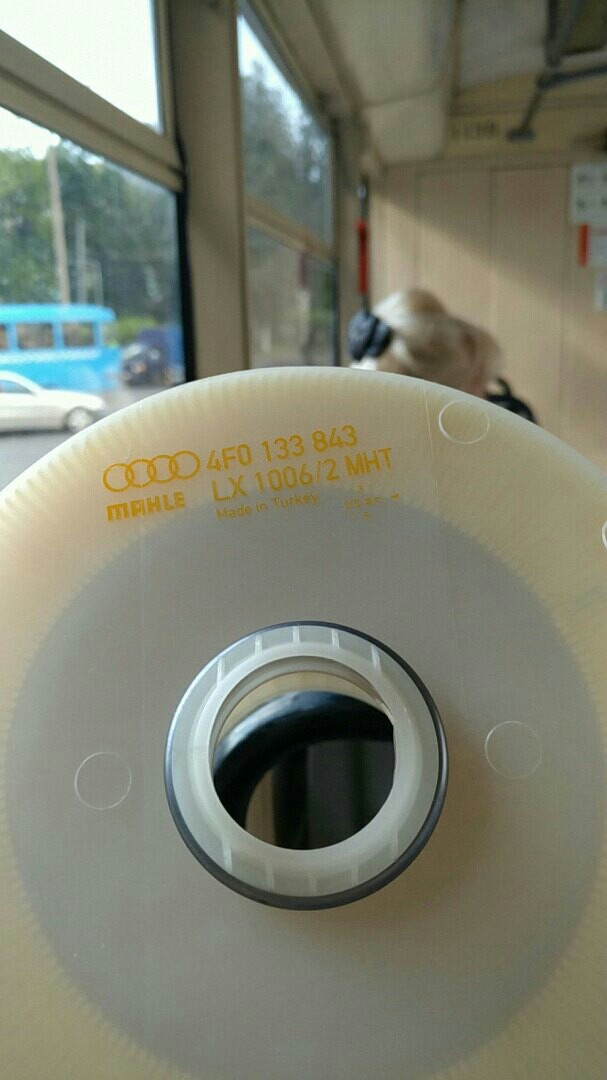 4F0 133 843
MAHLE LX 1006/2 MHT
Made in Turkey